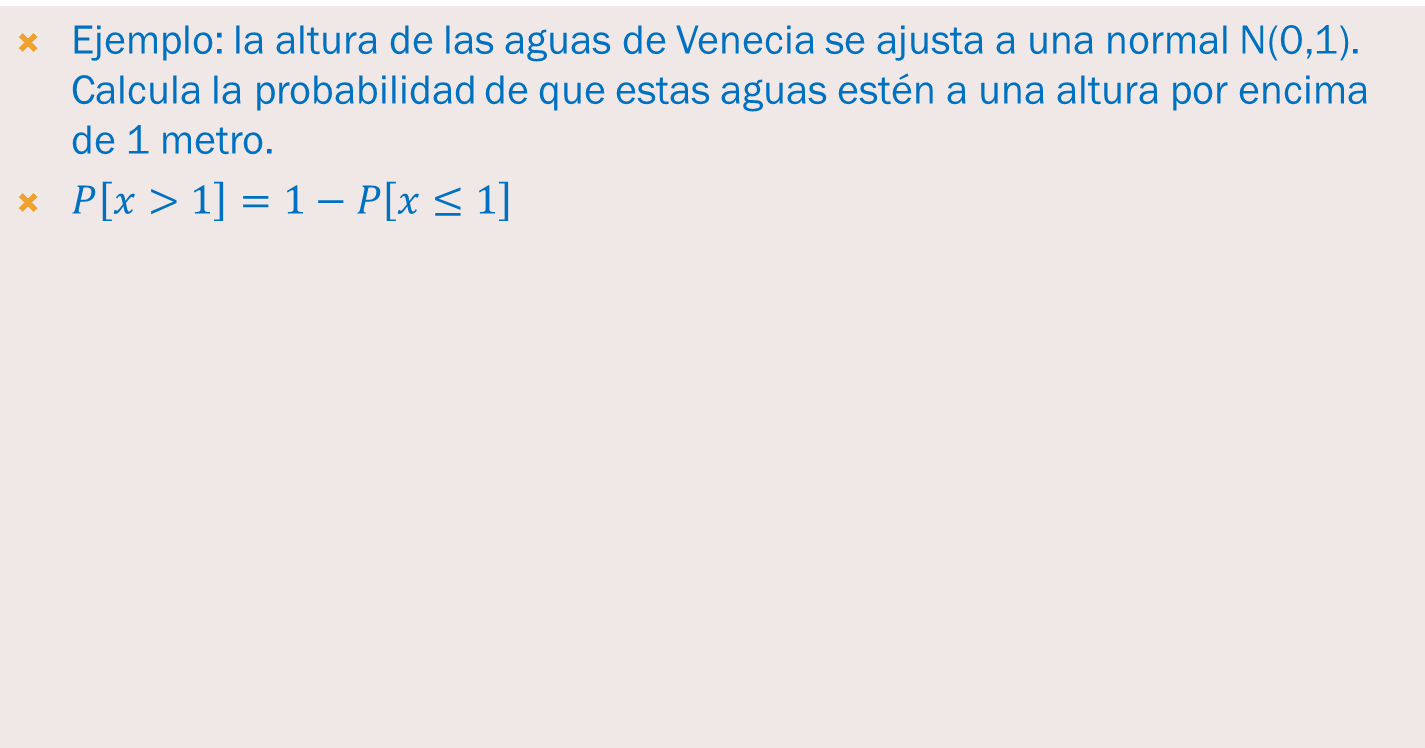 Ejemplo: la altura de las aguas de Venecia se ajusta a una normal N(0,1).
Calcula la probabilidad de que estas aguas estén a una altura por encima
de 1 metro.
P[x > 1] = 1 − P[x ≤ 1]